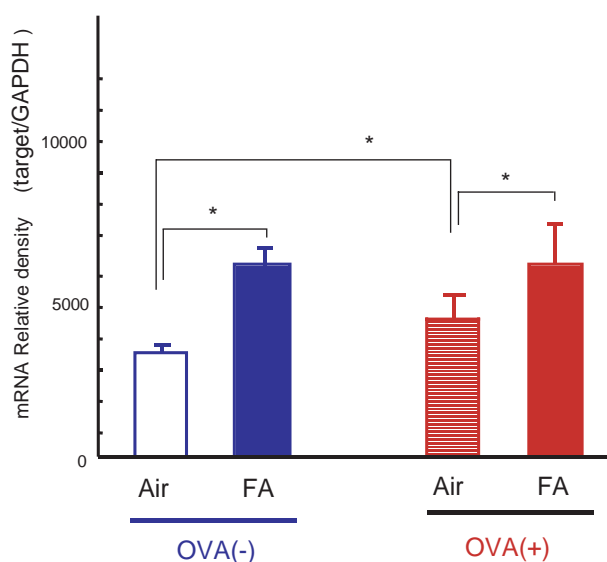 mRNA Relative density (target/GAPDH)
10000
5000
0
*
*
*
Air FA Air FA
OVA(-) OVA(+)